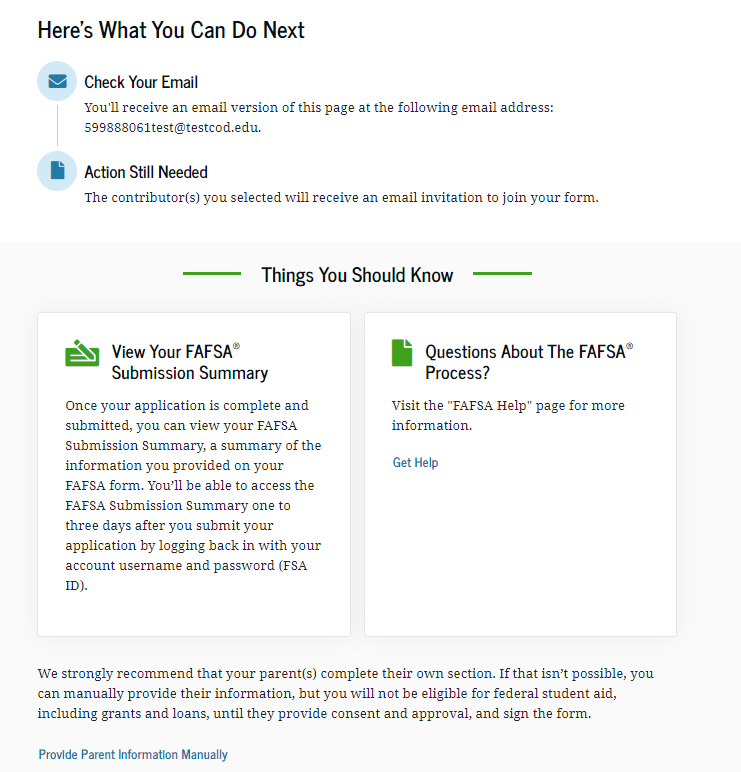 Here's What You Can Do Next
Check Your Email
You'll receive an email version of this page at the following email address:
599888061test@testcod.edu.
Action Still Needed
The contributor(s) you selected will receive an email invitation to join your form.
Things You Should Know
View Your FAFSA®
Submission Summary
Once your application is complete and
submitted, you can view your FAFSA
Submission Summary, a summary of the
information you provided on your
FAFSA form. You’ll be able to access the
FAFSA Submission Summary one to
three days after you submit your
application by logging back in with your
account username and password (FSA
ID).
Questions About The FAFSA®
Process?
Visit the "FAFSA Help" page for more
information.
Get Help
We strongly recommend that your parent(s) complete their own section. If that isn’t possible, you
can manually provide their information, but you will not be eligible for federal student aid,
including grants and loans, until they provide consent and approval, and sign the form.
Provide Parent Information Manually